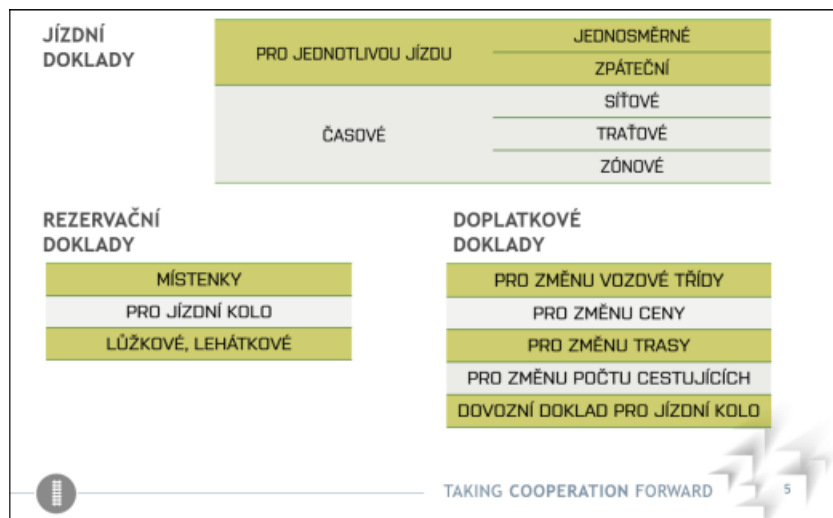 JÍZDNÍ
DOKLADY
PRO JEDNOTLIVOU JÍZDU
JEDNOSMĚRNÉ
ZPÁTEČNÍ
ČASOVÉ
SÍŤOVÉ
TRAŤOVÉ
ZÓNOVÉ
REZERVAČNÍ
DOKLADY
MÍSTENKY
PRO JÍZDNÍ KOLO
LŮŽKOVÉ, LEHÁTKOVÉ
DOPLATKOVÉ
DOKLADY
PRO ZMĚNU VOZOVÉ TŘÍDY
PRO ZMĚNU CENY
PRO ZMĚNU TRASY
PRO ZMĚNU POČTU CESTUJÍCÍCH
DOVOZNÍ DOKLAD PRO JÍZDNÍ KOLO
TAKING COOPERATION FORWARD
5